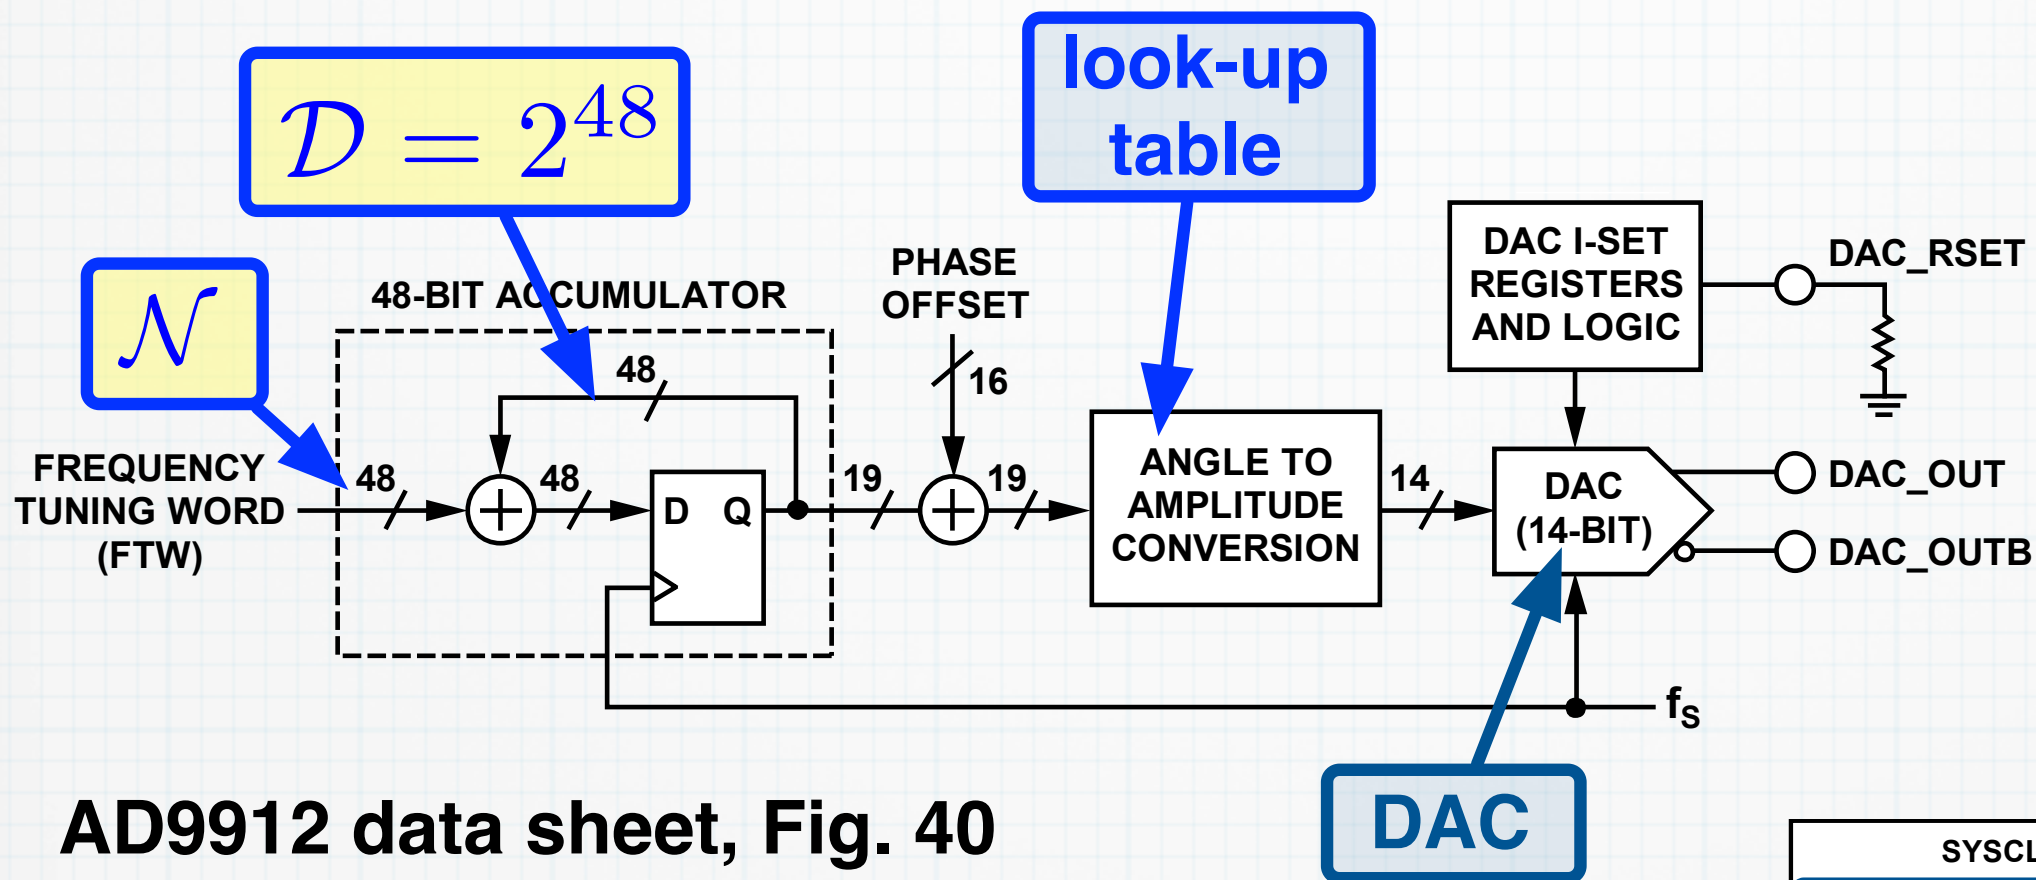 𝒟 = 2^48
look-up
table
𝒩
48-BIT ACCUMULATOR
PHASE
OFFSET
DAC I-SET
REGISTERS
AND LOGIC
DAC_RSET
48
16
FREQUENCY
TUNING WORD
(FTW)
48
48
D Q
19
19
ANGLE TO
AMPLITUDE
CONVERSION
14
DAC
(14-BIT)
DAC_OUT
DAC_OUTB
fS
AD9912 data sheet, Fig. 40
DAC